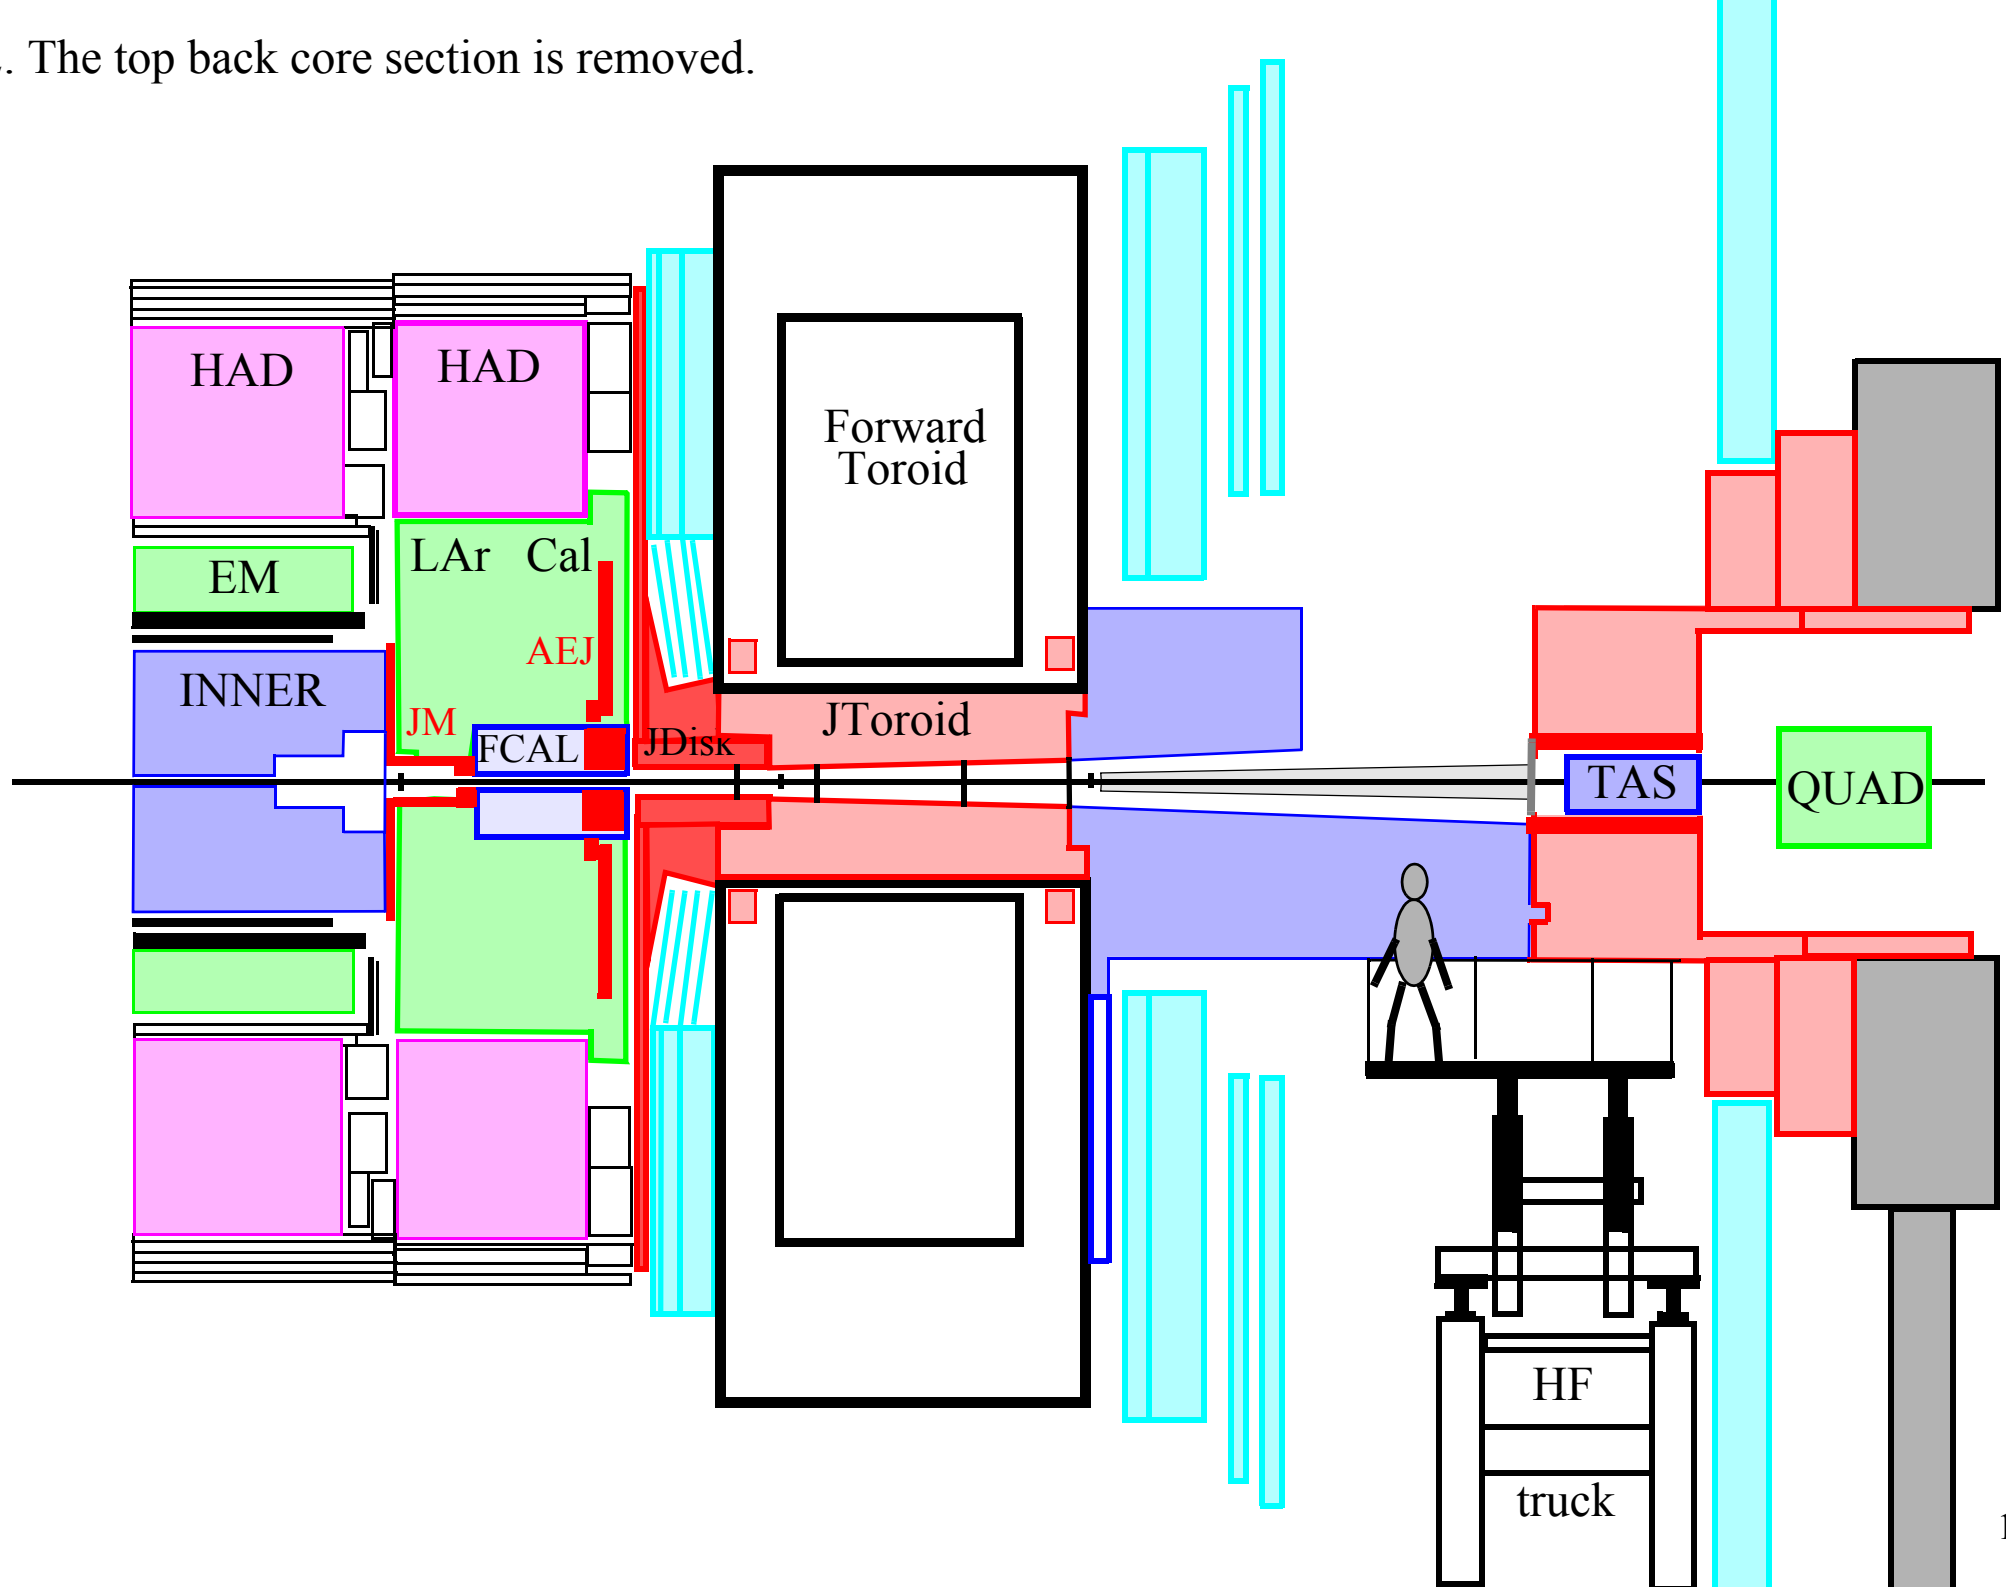 . The top back core section is removed.
HAD
HAD
Forward
Toroid
LAr Cal
EM
AEJ
INNER
JM
JToroid
FCAL
JDisk
TAS
QUAD
HF
truck